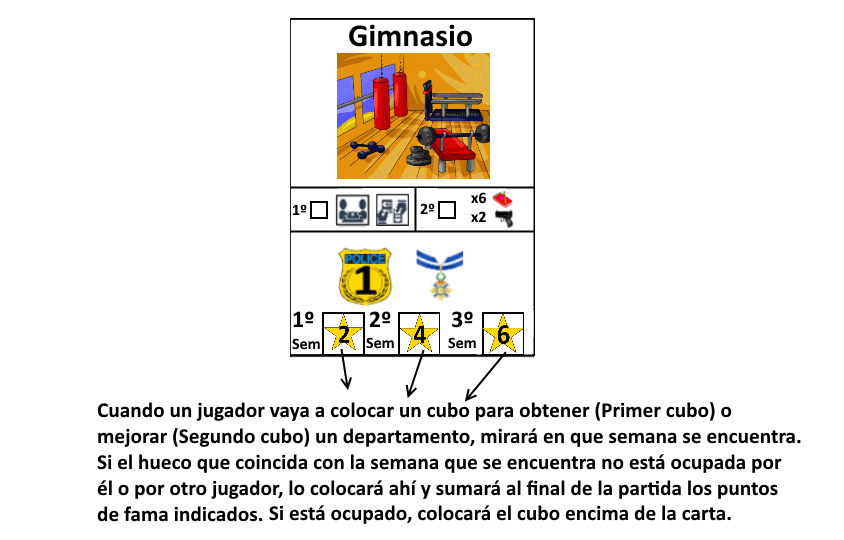 Gimnasio
1º
2º
x6
x2
POLICE
1
1º Sem 2 2º Sem 4 3º Sem 6
Cuando un jugador vaya a colocar un cubo para obtener (Primer cubo) o
mejorar (Segundo cubo) un departamento, mirará en que semana se encuentra.
Si el hueco que coincida con la semana que se encuentra no está ocupada por
él o por otro jugador, lo colocará ahí y sumará al final de la partida los puntos
de fama indicados. Si está ocupado, colocará el cubo encima de la carta.